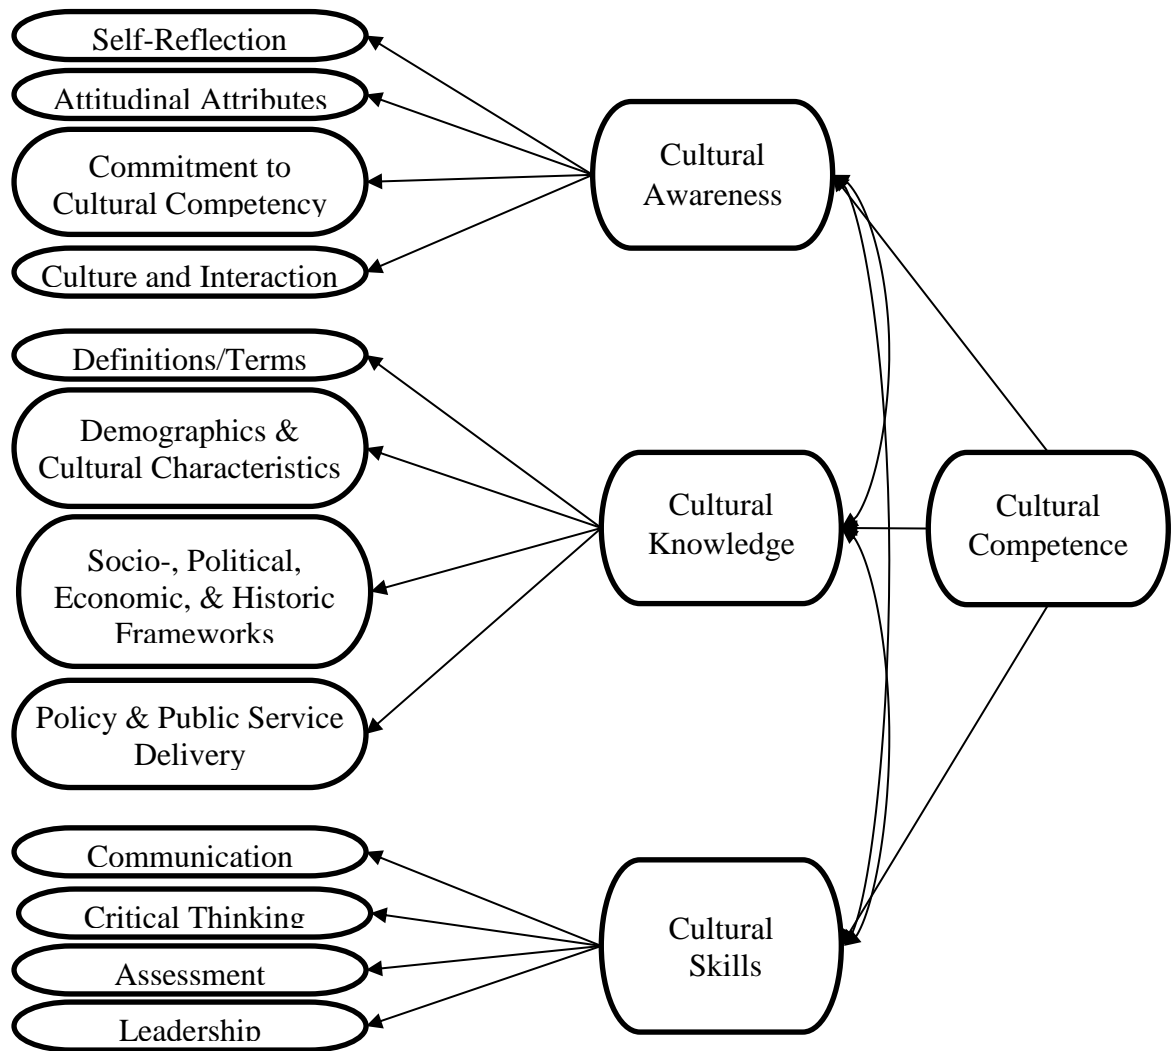 Self-Reflection
Attitudinal Attributes
Commitment to
Cultural Competency
Culture and Interaction
Definitions/Terms
Demographics &
Cultural Characteristics
Socio-, Political,
Economic, & Historic
Frameworks
Policy & Public Service
Delivery
Communication
Critical Thinking
Assessment
Leadership
Cultural
Awareness
Cultural
Knowledge
Cultural
Skills
Cultural
Competence